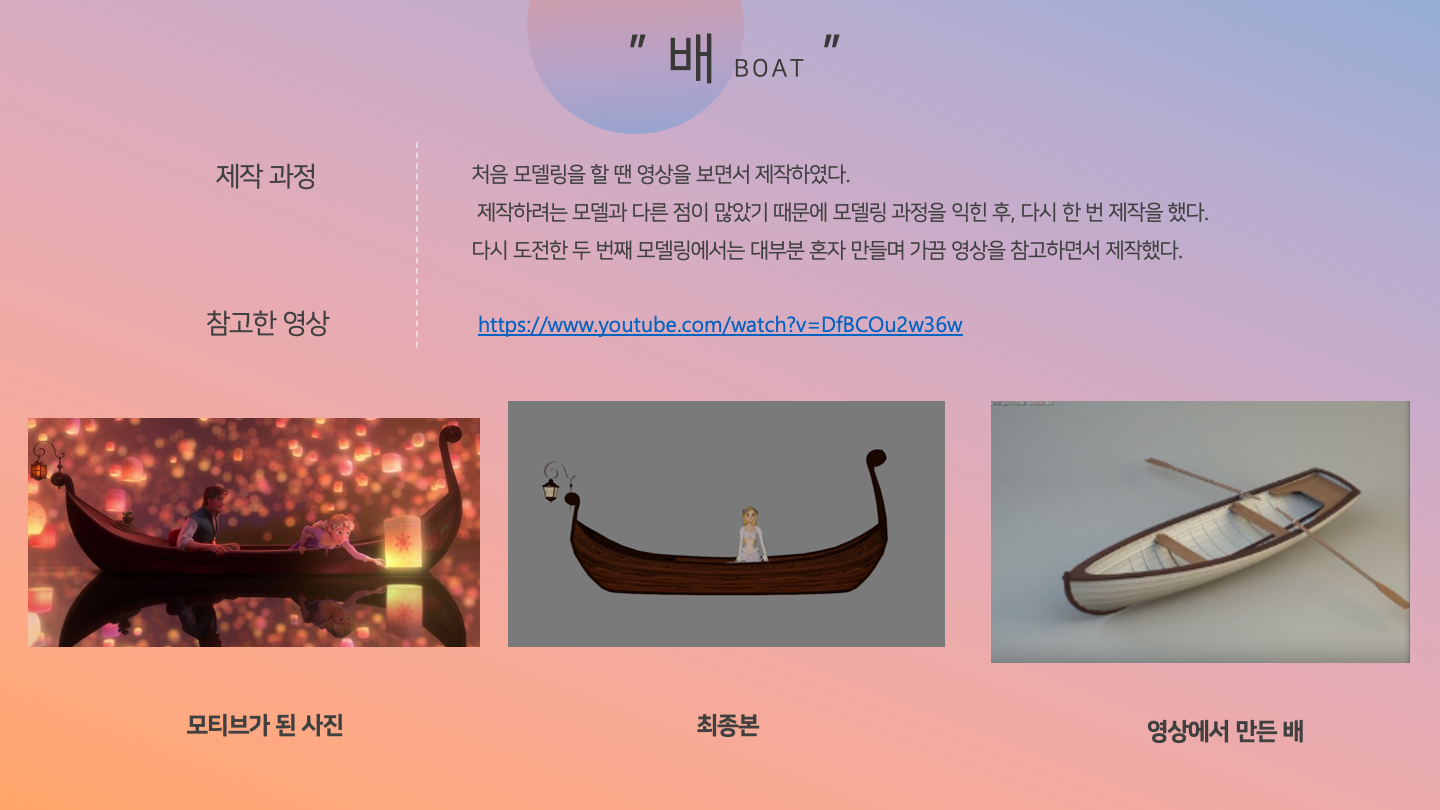 " 배 BOAT "
제작 과정
처음 모델링을 할 땐 영상을 보면서 제작하였다.
제작하려는 모델과 다른 점이 많았기 때문에 모델링 과정을 익힌 후, 다시 한 번 제작을 했다.
다시 도전한 두 번째 모델링에서는 대부분 혼자 만들며 가끔 영상을 참고하면서 제작했다.
참고한 영상
https://www.youtube.com/watch?v=DfBCOu2w36w
모티브가 된 사진
최종본
영상에서 만든 배